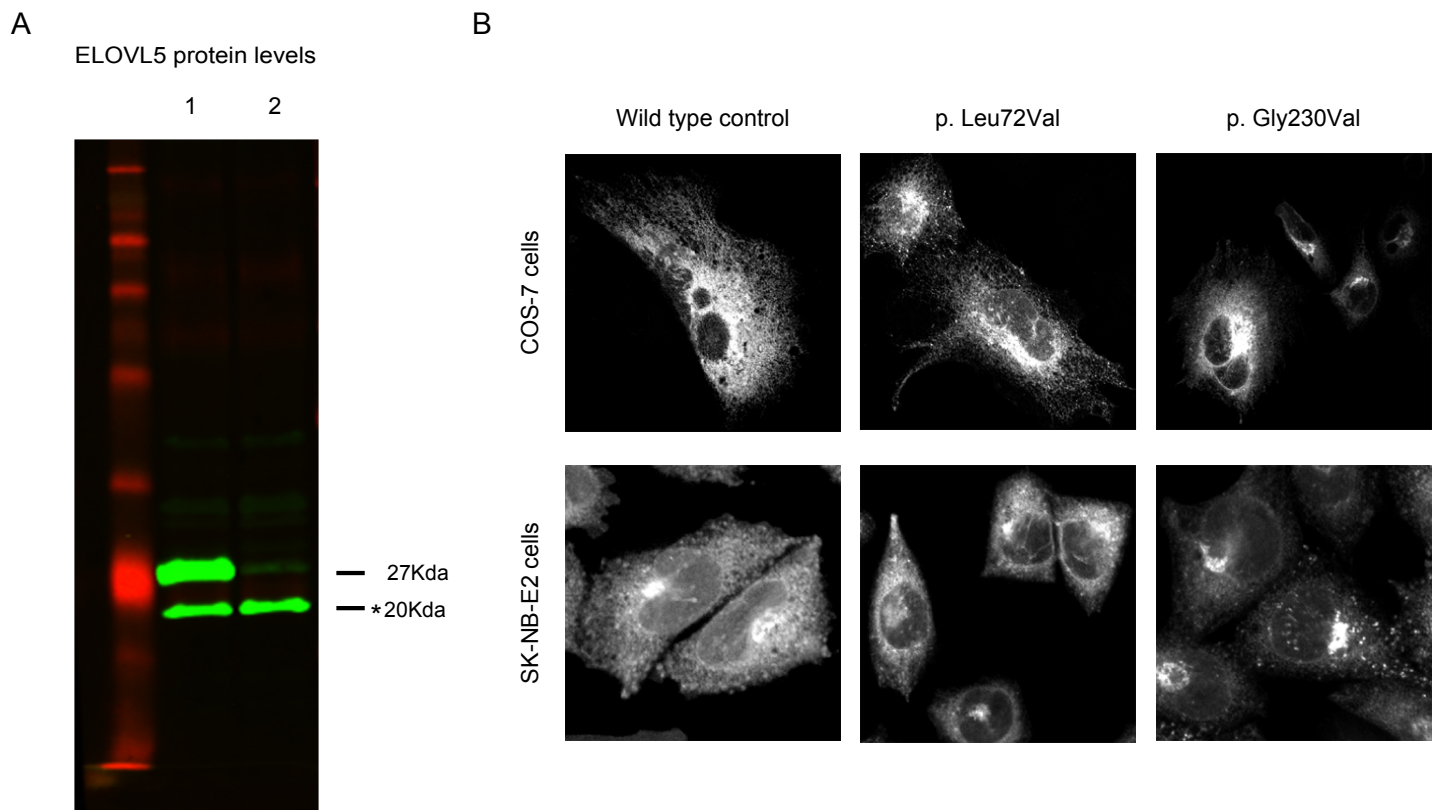 A
ELOVL5 protein levels
1 2
27Kda
*20Kda
B
Wild type control p. Leu72Val p. Gly230Val
COS-7 cells
SK-NB-E2 cells